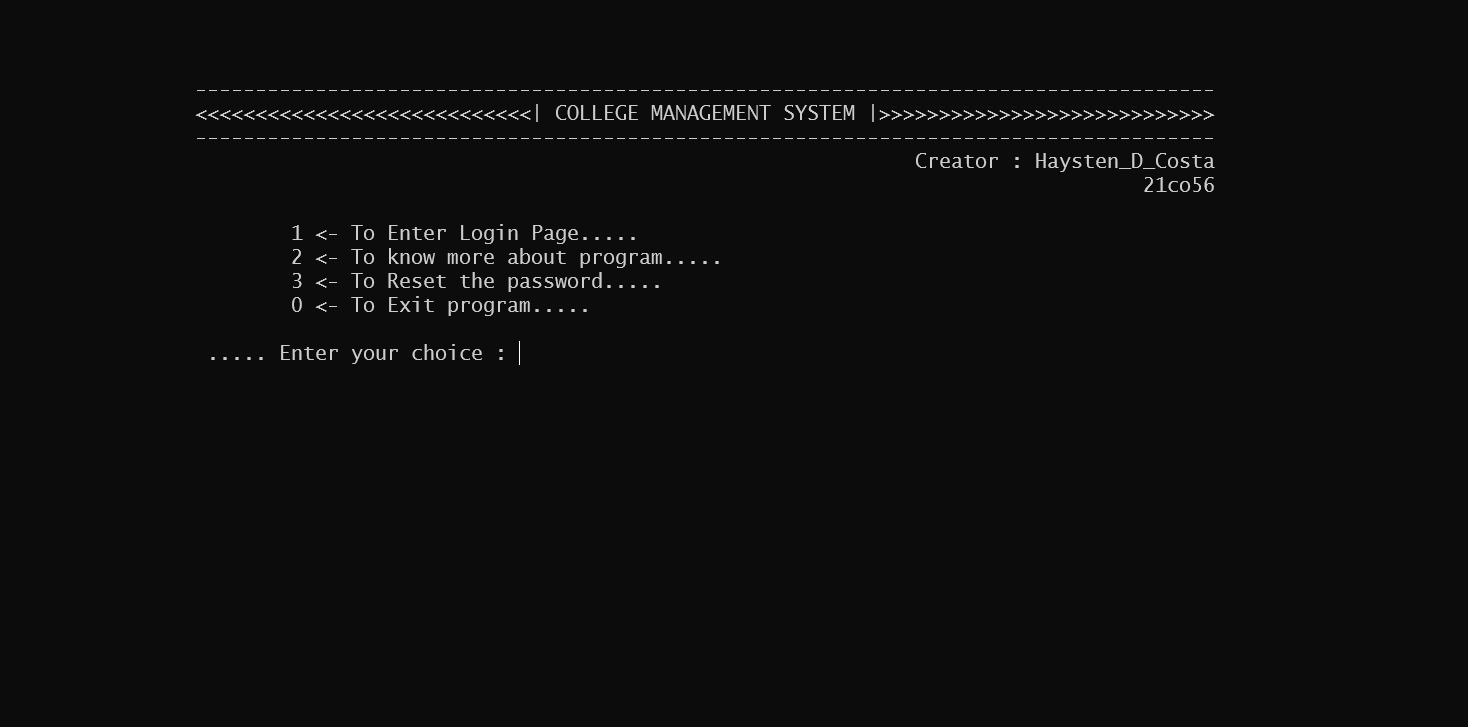 -------------------------------------------------------------------------------------
<<<<<<<<<<<<<<<<<<<<<<<<<<<<| COLLEGE MANAGEMENT SYSTEM |>>>>>>>>>>>>>>>>>>>>>>>>>>>>
-------------------------------------------------------------------------------------
Creator : Haysten_D_Costa
21co56
1 <- To Enter Login Page.....
2 <- To know more about program.....
3 <- To Reset the password.....
0 <- To Exit program.....
..... Enter your choice :